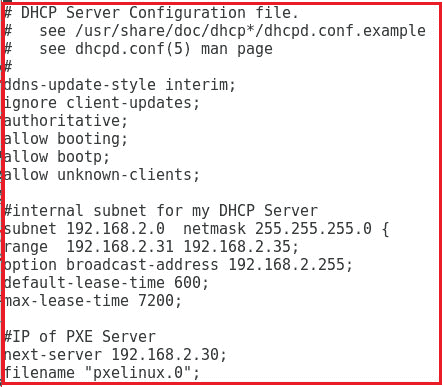 # DHCP Server Configuration file.
#   see /usr/share/doc/dhcp*/dhcpd.conf.example
#   see dhcpd.conf(5) man page
#
ddns-update-style interim;
ignore client-updates;
authoritative;
allow booting;
allow bootp;
allow unknown-clients;

#internal subnet for my DHCP Server
subnet 192.168.2.0  netmask 255.255.255.0 {
range  192.168.2.31 192.168.2.35;
option broadcast-address 192.168.2.255;
default-lease-time 600;
max-lease-time 7200;

#IP of PXE Server
next-server 192.168.2.30;
filename "pxelinux.0";